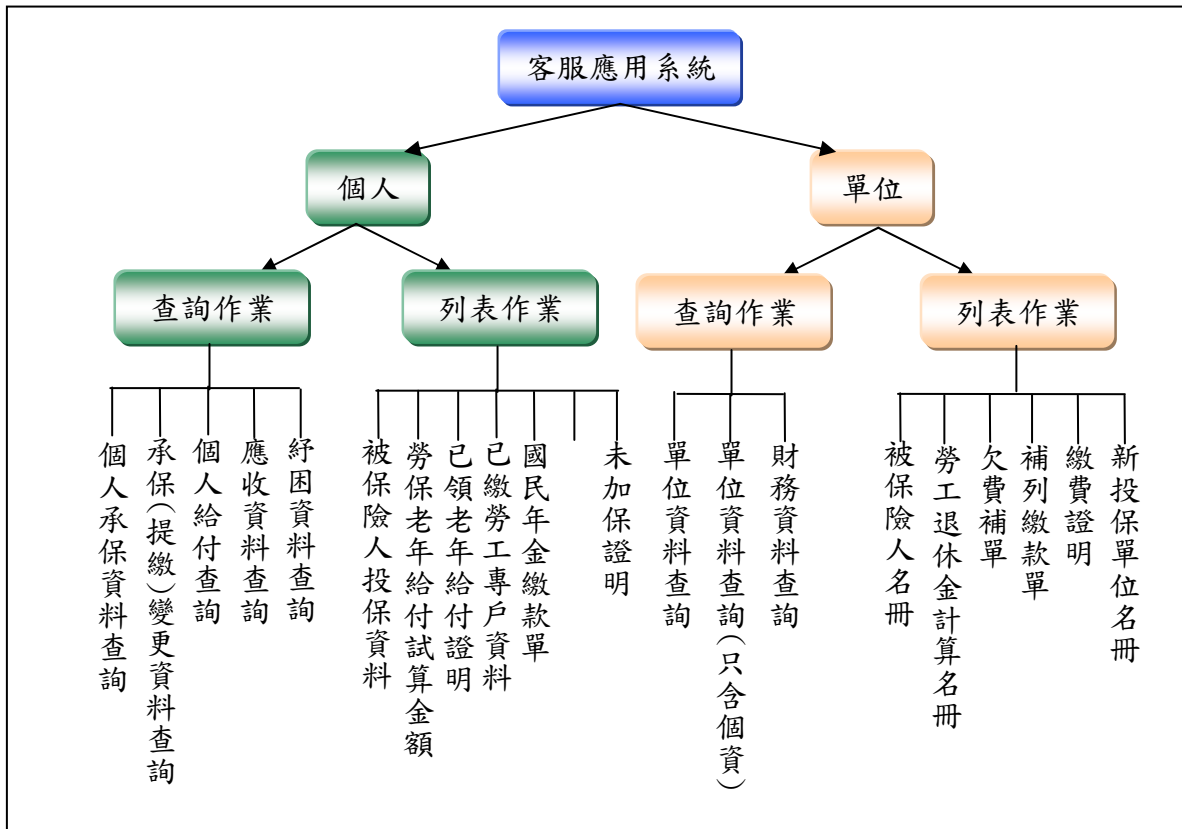 客服應用系統
個人
單位
查詢作業
列表作業
查詢作業
列表作業
個人承保資料查詢
承保(提繳)變更資料查詢
個人給付查詢
應收資料查詢
紓困資料查詢
被保險人投保資料
勞保老年給付試算金額
已領老年給付證明
已繳勞工專戶資料
國民年金繳款單
未加保證明
單位資料查詢
單位資料查詢(只含個資)
財務資料查詢
被保險人名冊
勞工退休金計算名冊
欠費補單
補列繳款單
繳費證明
新投保單位名冊